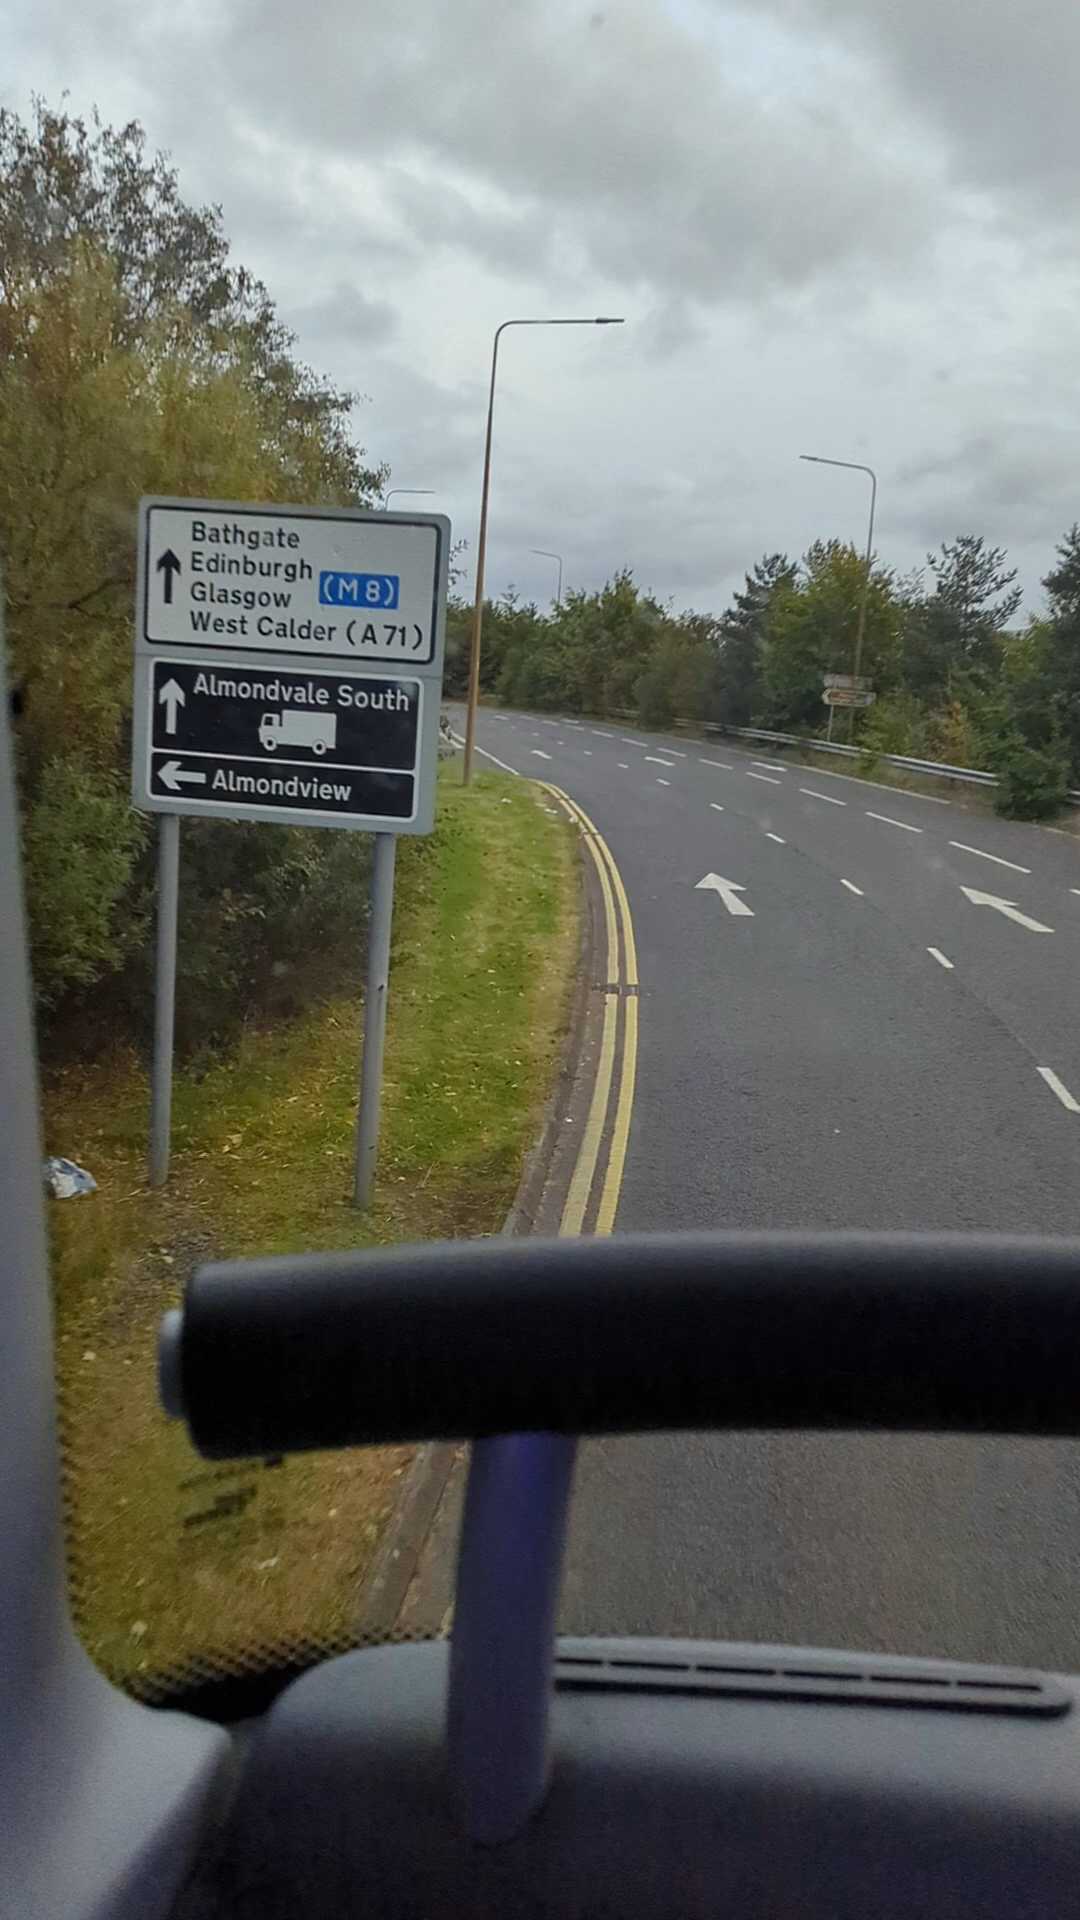 Bathgate
Edinburgh
Glasgow (M8)
West Calder (A71)
Almondvale South
Almondview